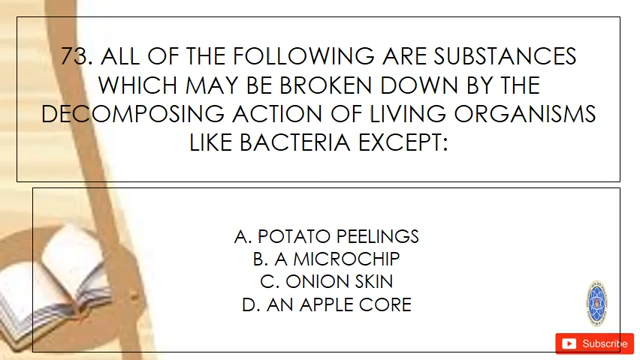 73. ALL OF THE FOLLOWING ARE SUBSTANCES
WHICH MAY BE BROKEN DOWN BY THE
DECOMPOSING ACTION OF LIVING ORGANISMS
LIKE BACTERIA EXCEPT:
A. POTATO PEELINGS
B. A MICROCHIP
C. ONION SKIN
D. AN APPLE CORE
Subscribe